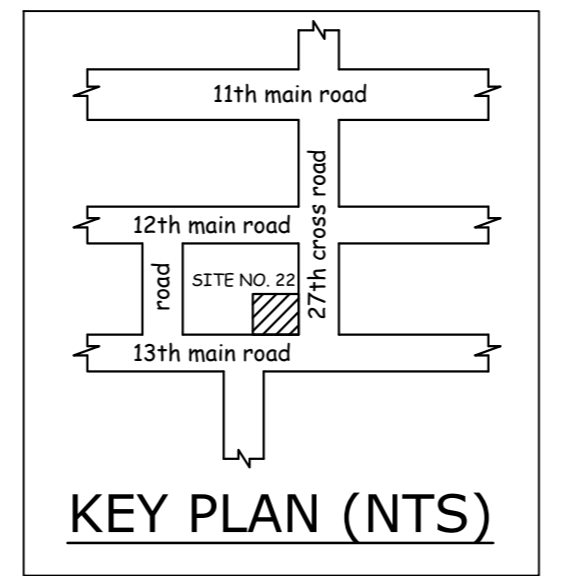 11th main road
27th cross road
12th main road
road
SITE NO. 22
13th main road
KEY PLAN (NTS)